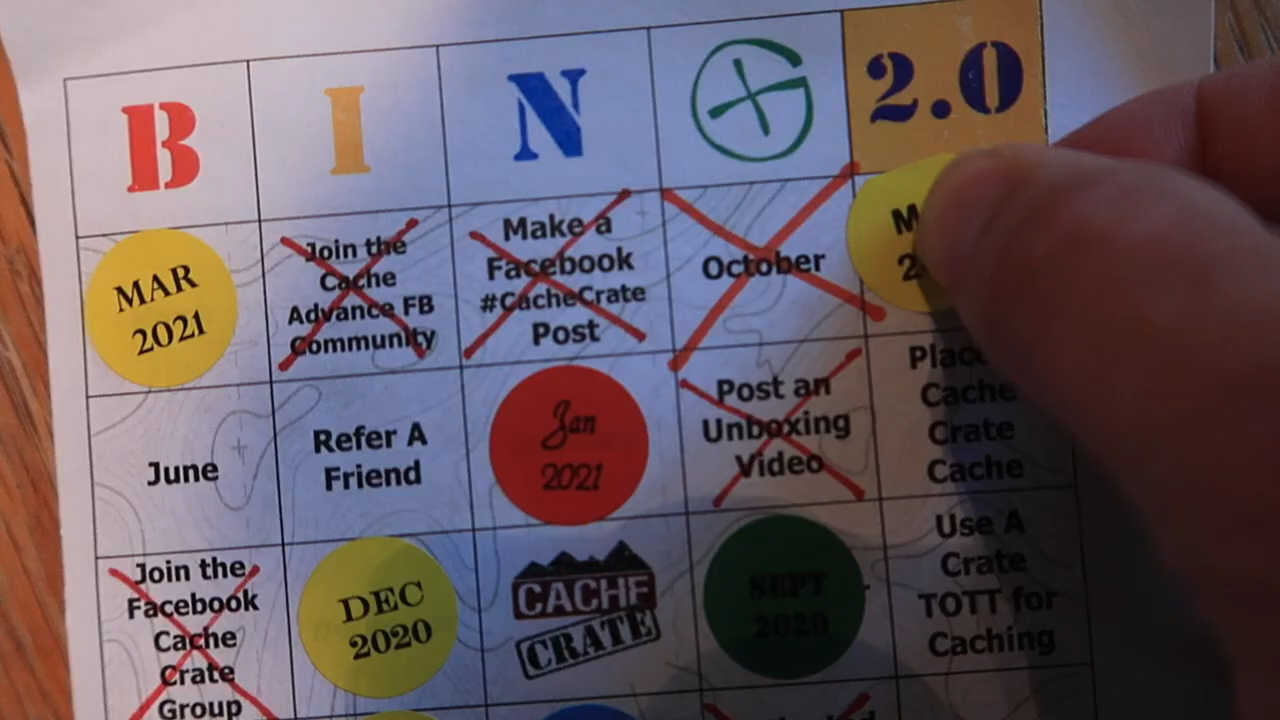 B I N G 2.0
MAR
2021
Join the
Cache
Advance FB
Community
Make a
Facebook
#CacheCrate
Post
October
June
Refer A
Friend
Jan
2021
Post an
Unboxing
Video
Cache
Crate
Cache
Join the
Facebook
Cache
Crate
Group
DEC
2020
CACHE
CRATE
SEPT
2020
Use A
Crate
TOTT for
Caching